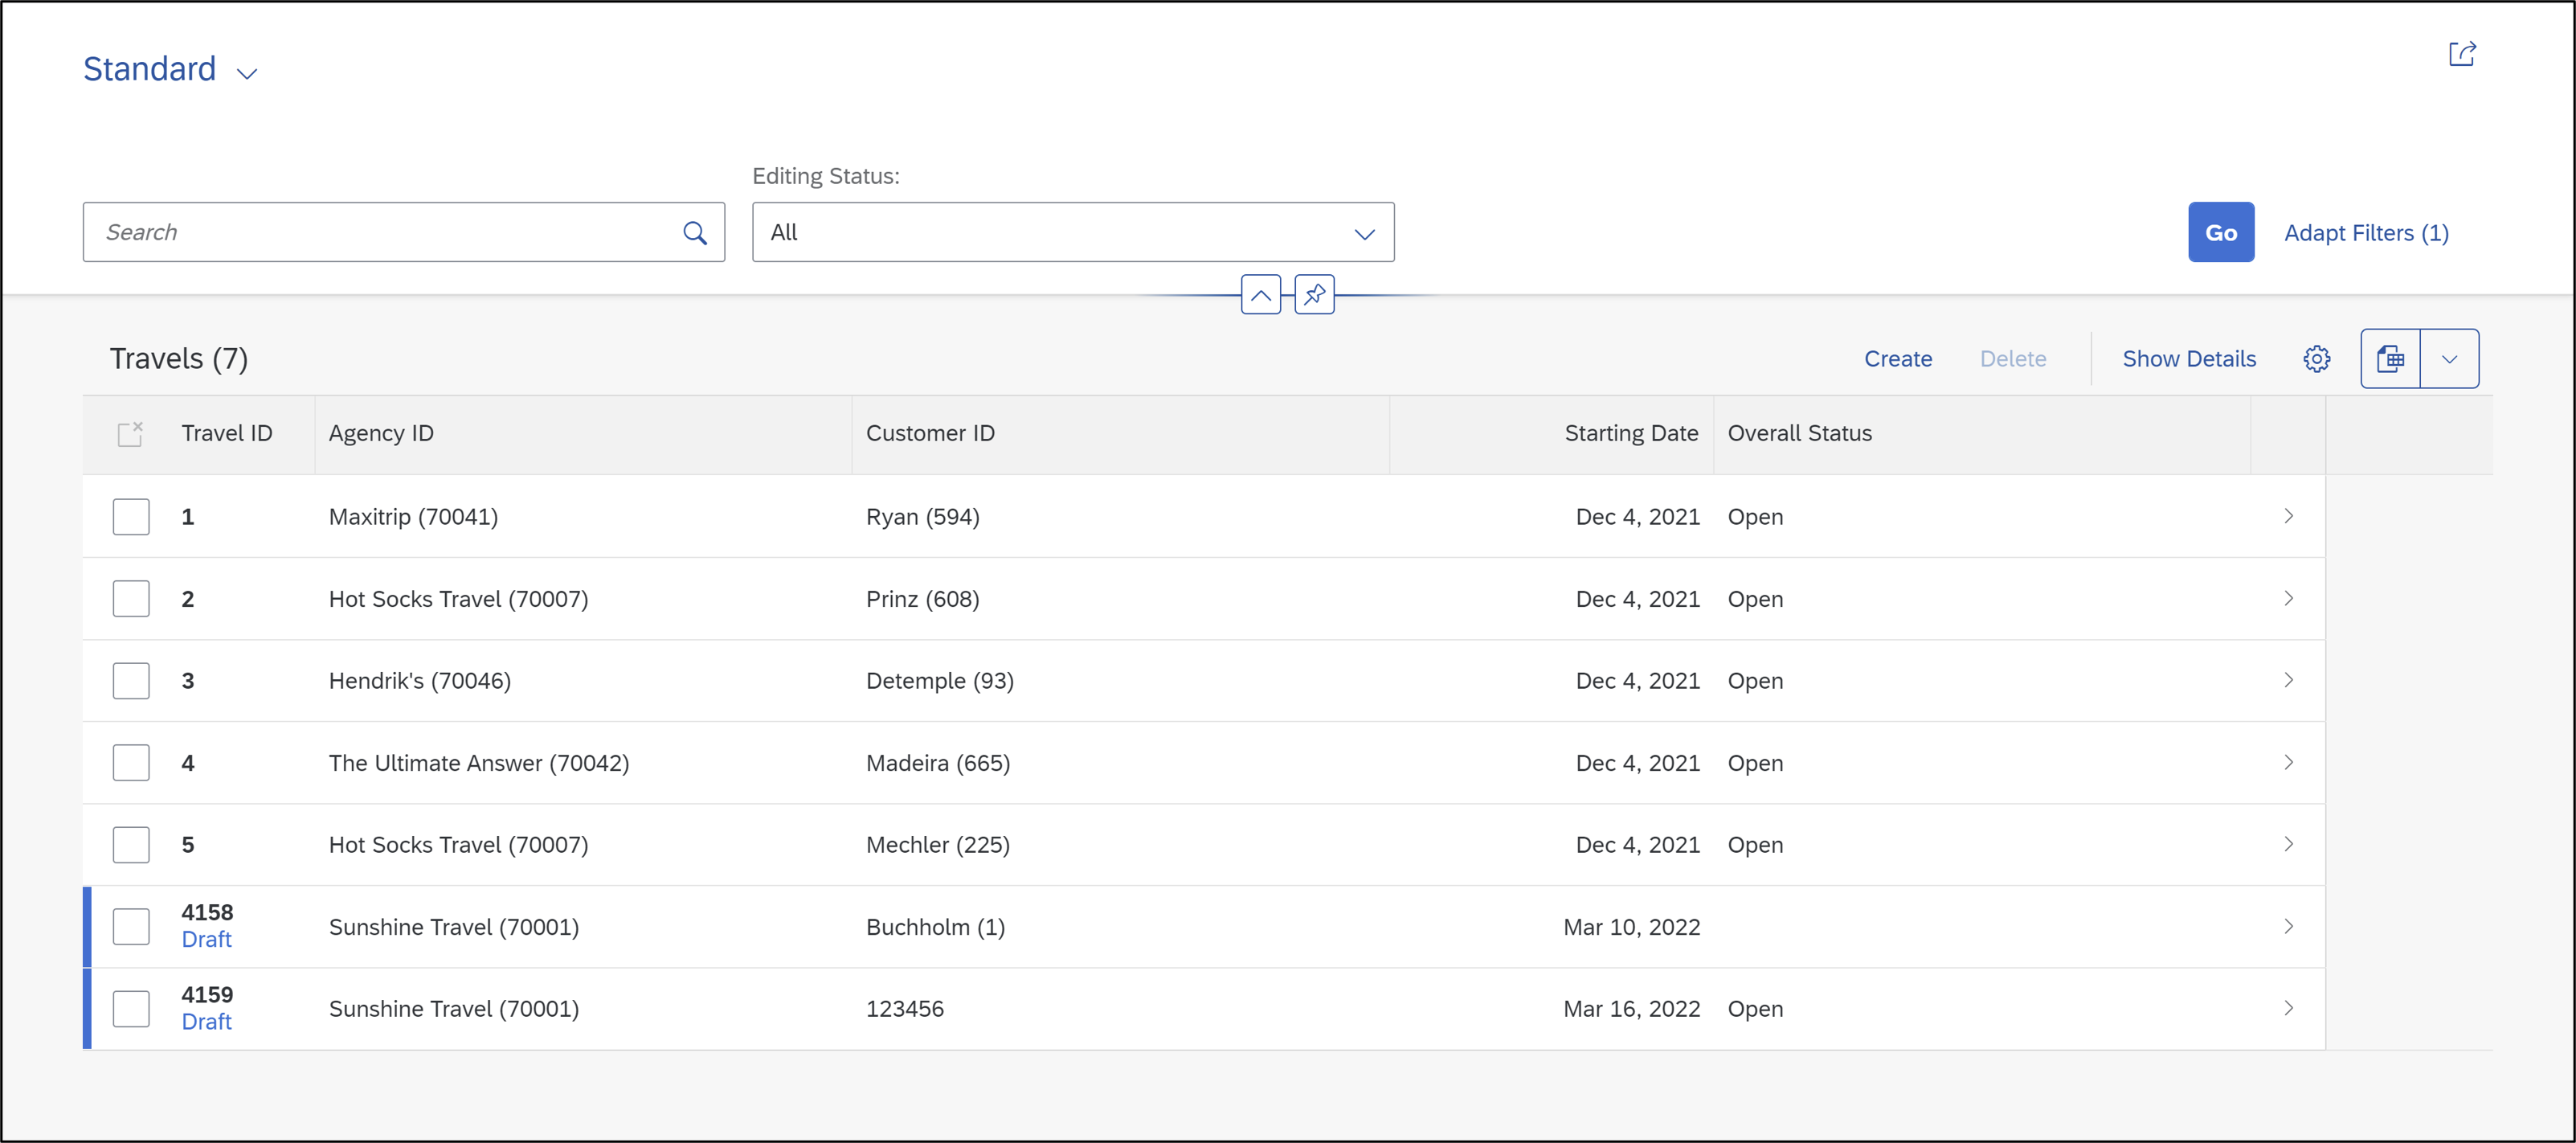 Standard
Editing Status:
Search
All
Go
Adapt Filters (1)
Travels (7)
Create Delete Show Details
Travel ID Agency ID Customer ID Starting Date Overall Status
1 Maxitrip (70041) Ryan (594) Dec 4, 2021 Open
2 Hot Socks Travel (70007) Prinz (608) Dec 4, 2021 Open
3 Hendrik's (70046) Detemple (93) Dec 4, 2021 Open
4 The Ultimate Answer (70042) Madeira (665) Dec 4, 2021 Open
5 Hot Socks Travel (70007) Mechler (225) Dec 4, 2021 Open
4158
Draft
Sunshine Travel (70001) Buchholm (1) Mar 10, 2022
4159
Draft
Sunshine Travel (70001) 123456 Mar 16, 2022 Open